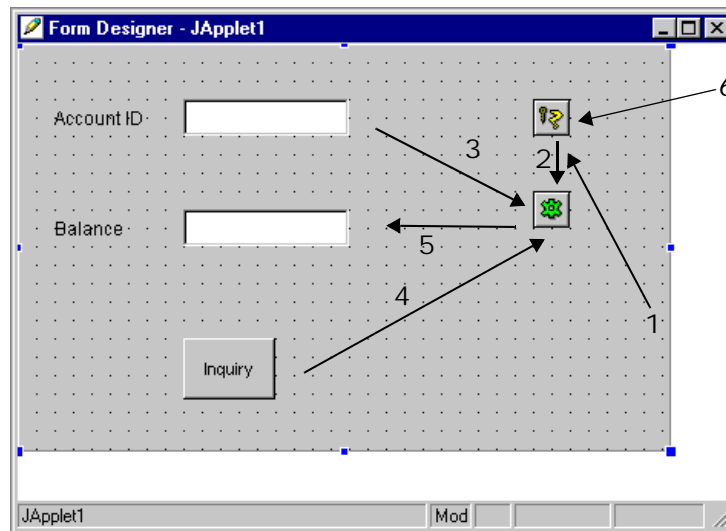 Form Designer - JApplet1
6
Account ID
3
2
Balance
5
4
1
Inquiry
JApplet1
Mod